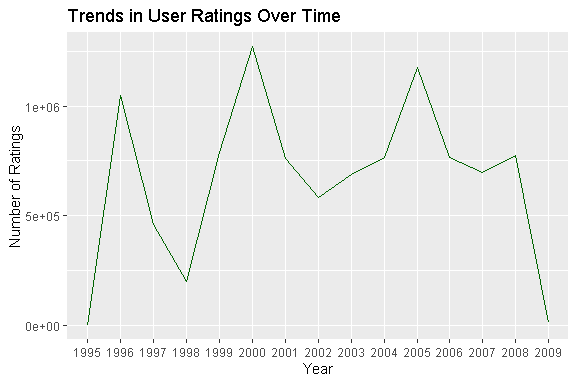 Trends in User Ratings Over Time
Number of Ratings
1e+06
5e+05
0e+00
1995 1996 1997 1998 1999 2000 2001 2002 2003 2004 2005 2006 2007 2008 2009
Year